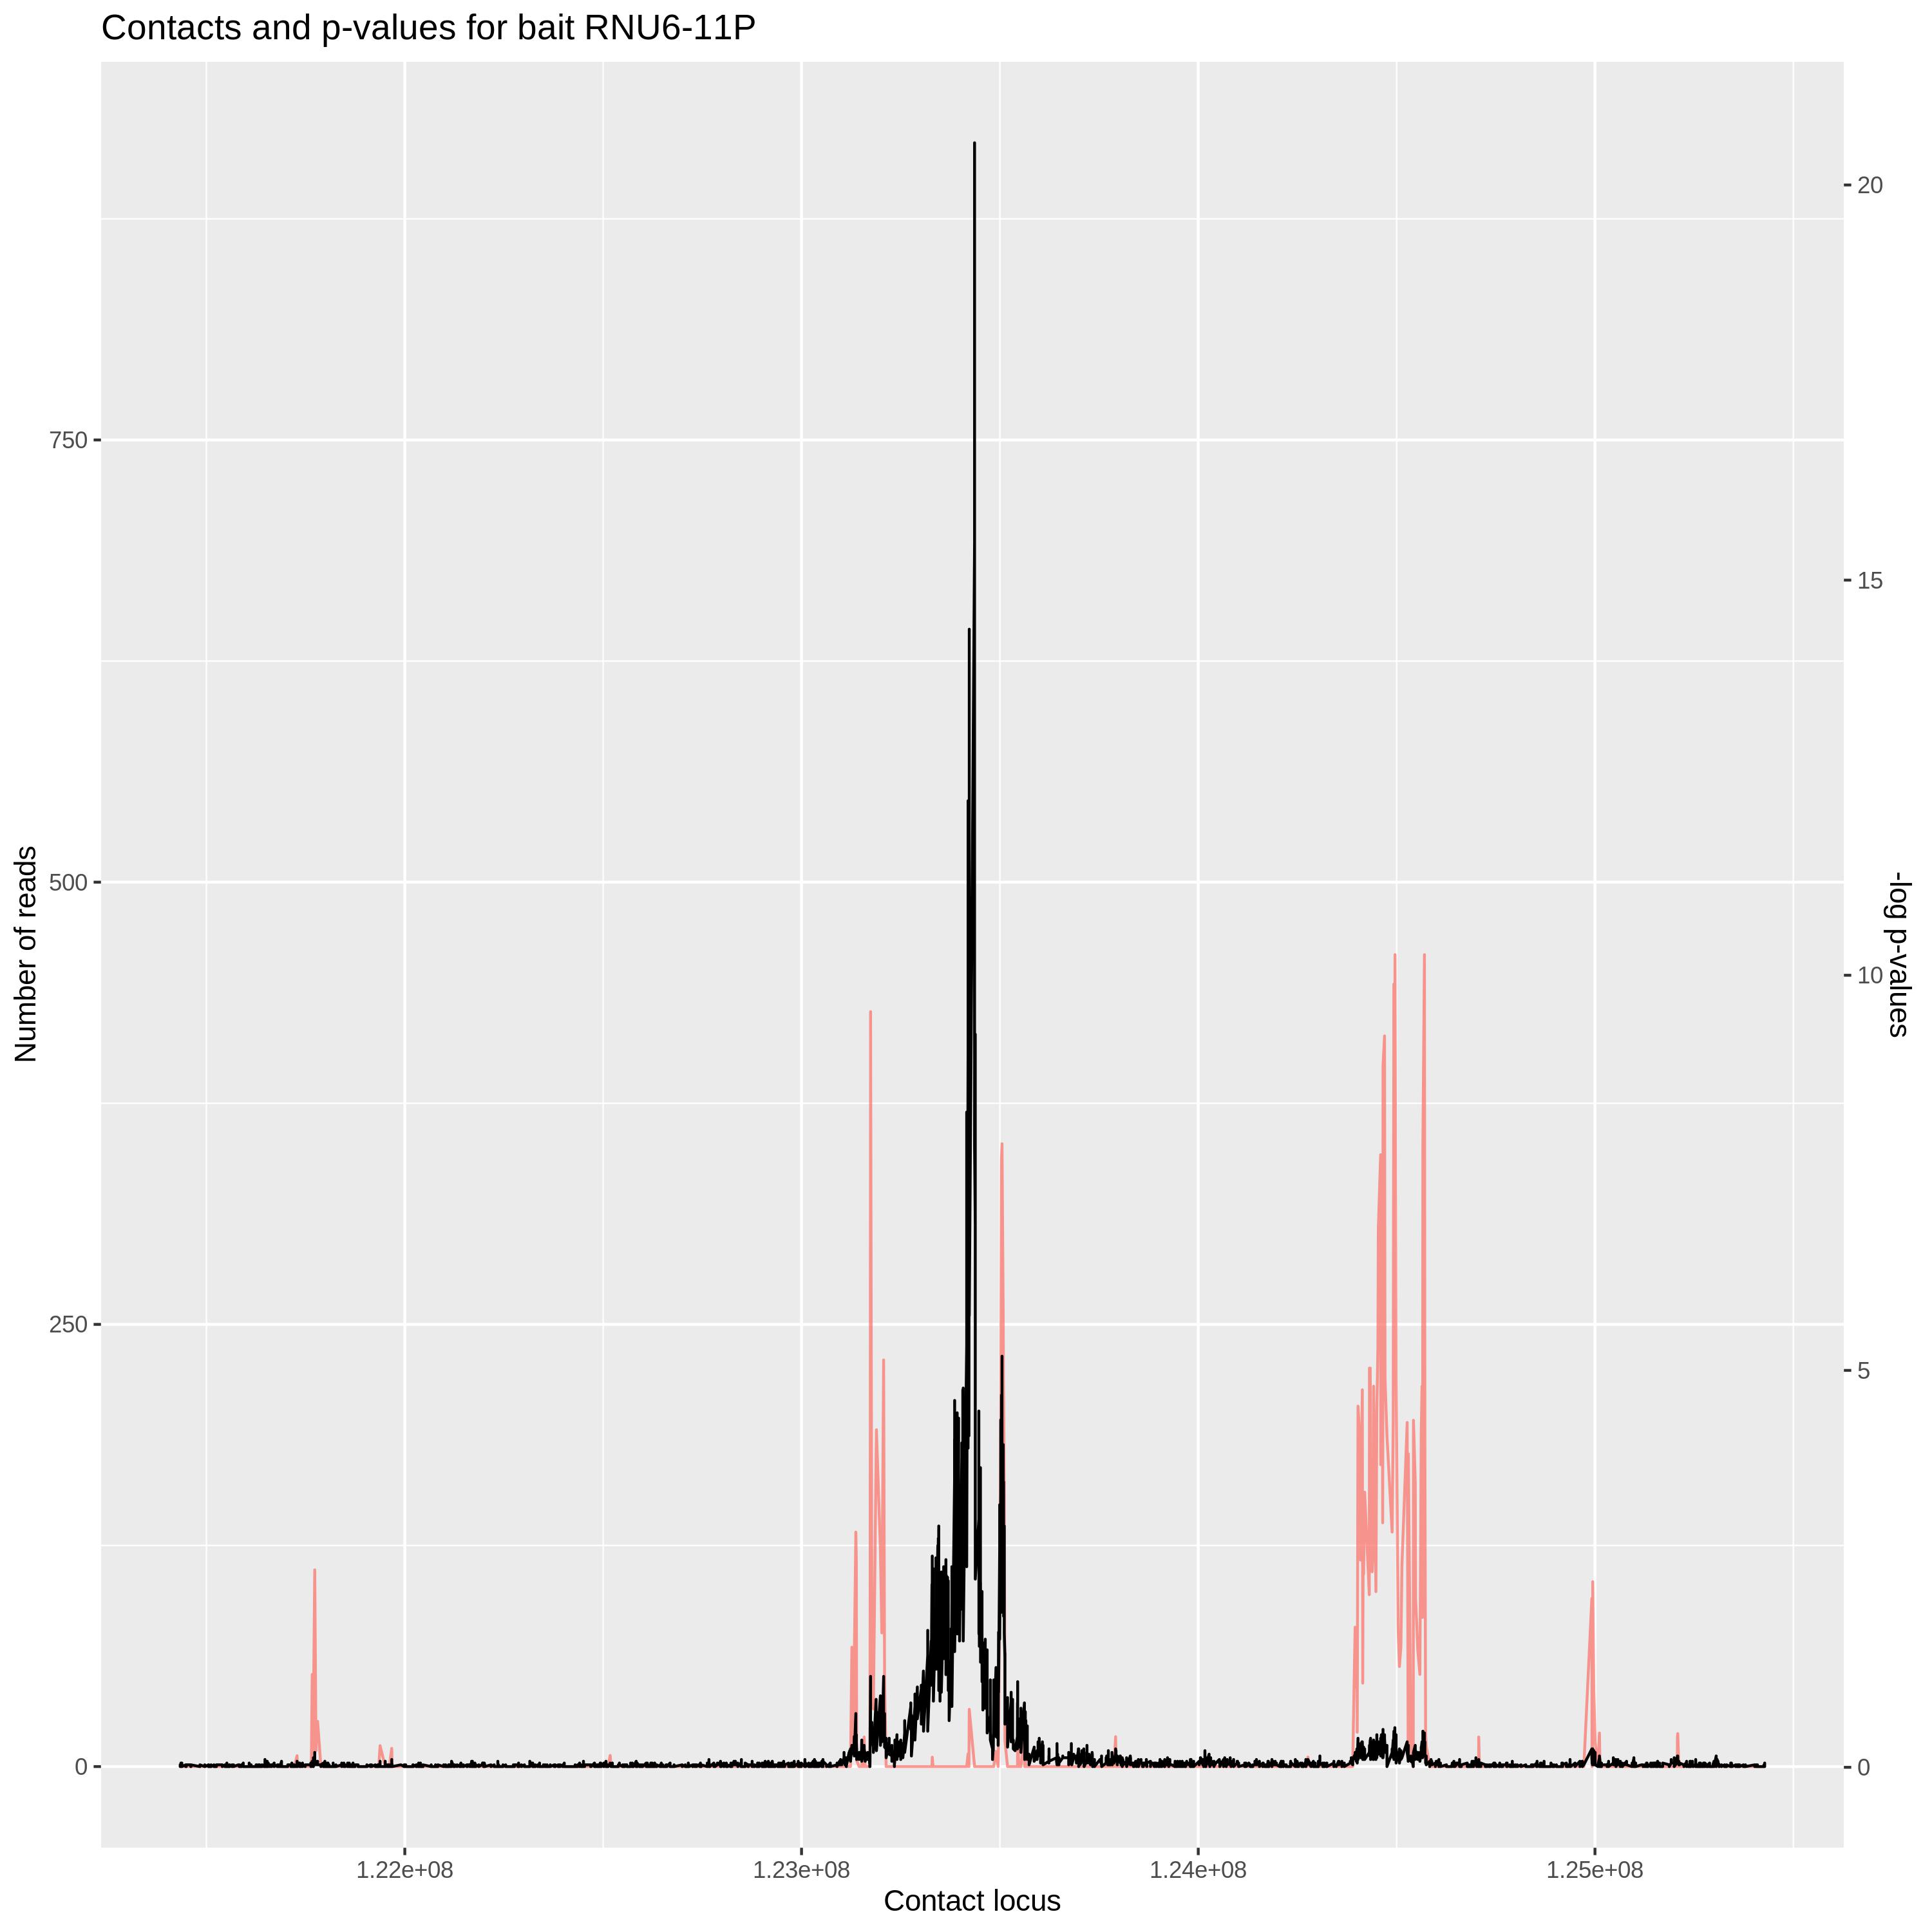 Contacts and p-values for bait RNU6-11P
Number of reads
750
500
250
0
20
15
10
5
0
-log p-values
1.22e+08
1.23e+08
1.24e+08
1.25e+08
Contact locus